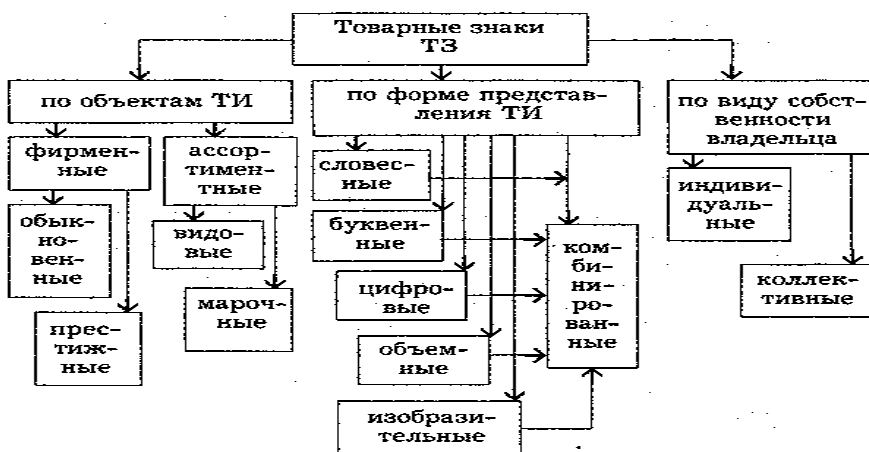 Товарные знаки
ТЗ
по объектам ТИ
фирмен-
ные
обык-
но-
вен-
ные
прес-
тиж-
ные
ассор-
тимен-
тные
видо-
вые
мароч-
ные
по форме представ-
ления ТИ
словес-
ные
буквен-
ные
цифро-
вые
объем-
ные
изобрази-
тельные
ком-
би-
ни-
ро-
ван-
ные
по виду собст-
венности
владельца
индиви-
дуаль-
ные
коллек-
тивные